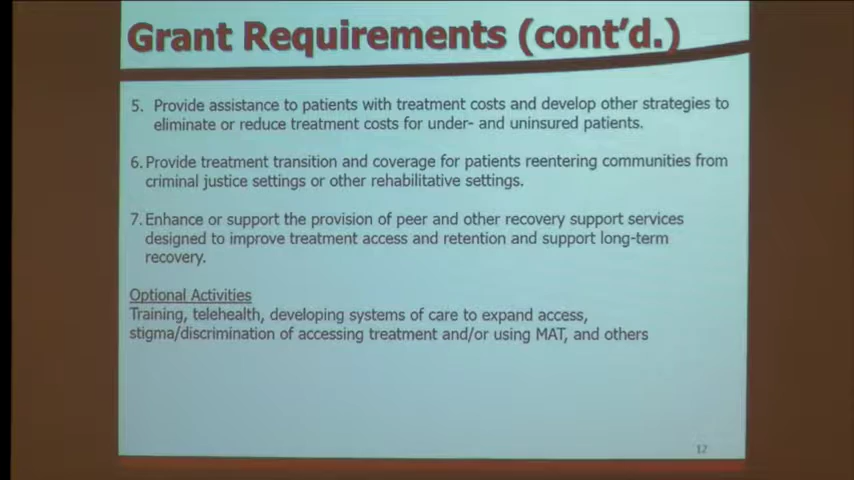 Grant Requirements (cont'd.)
5. Provide assistance to patients with treatment costs and develop other strategies to
eliminate or reduce treatment costs for under- and uninsured patients.
6. Provide treatment transition and coverage for patients reentering communities from
criminal justice settings or other rehabilitative settings.
7. Enhance or support the provision of peer and other recovery support services
designed to improve treatment access and retention and support long-term
recovery.
Optional Activities
Training, telehealth, developing systems of care to expand access,
stigma/discrimination of accessing treatment and/or using MAT, and others
12